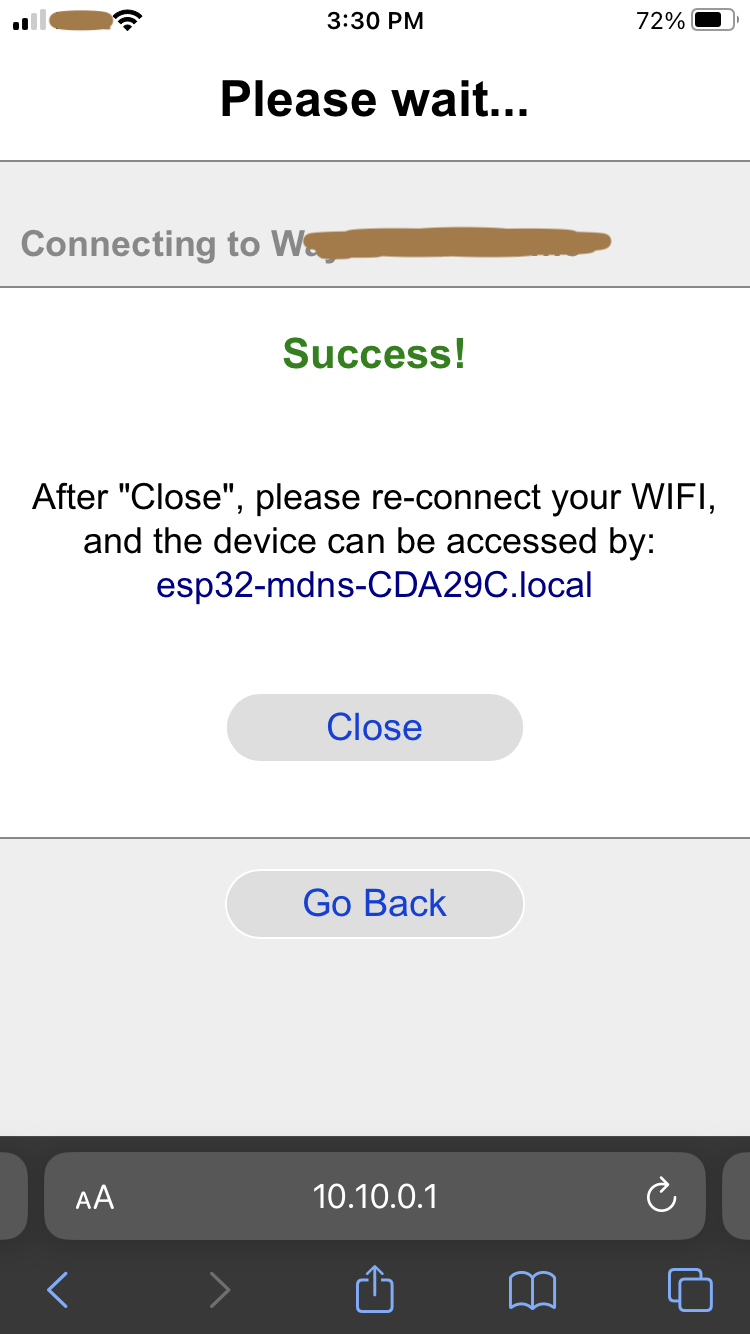 3:30 PM
72%
Please wait...
Connecting to
Success!
After "Close", please re-connect your WIFI,
and the device can be accessed by:
esp32-mdns-CDA29C.local
Close
Go Back
AA
10.10.0.1